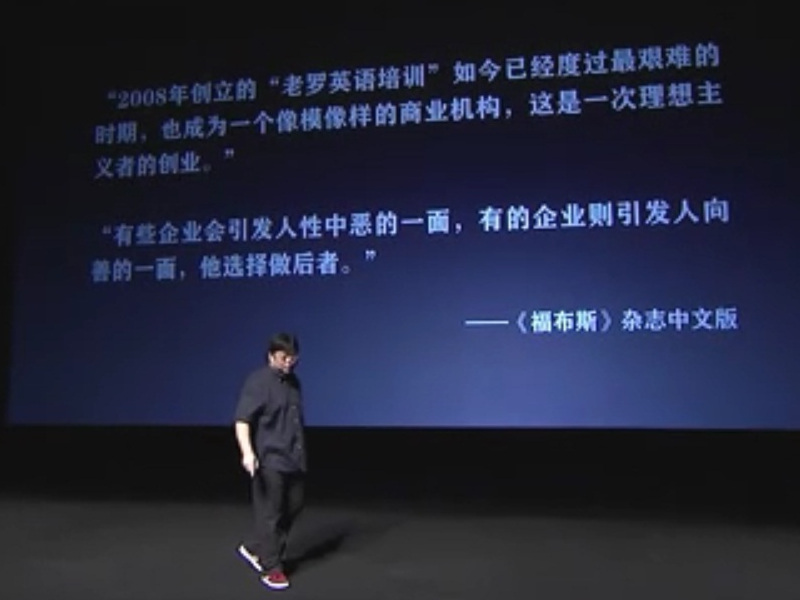 “2008年创立的“老罗英语培训”如今已经度过最艰难的
时期，也成为一个像模像样的商业机构，这是一次理想主
义者的创业。”
“有些企业会引发人性中恶的一面，有的企业则引发人向
善的一面，他选择做后者。”
——《福布斯》杂志中文版